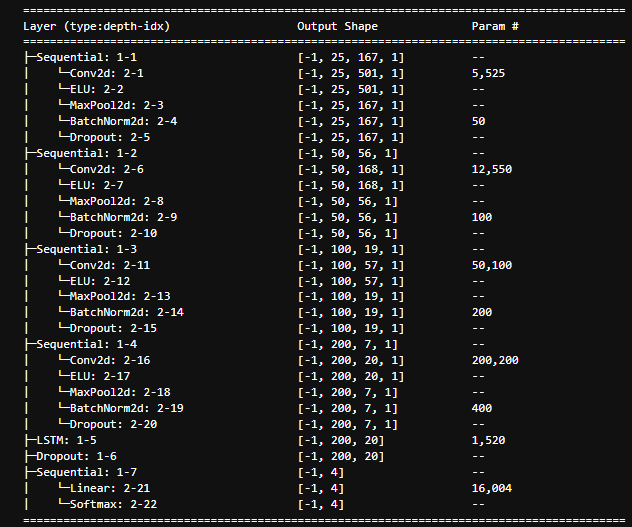 ==========================================================================================
Layer (type:depth-idx)                   Output Shape              Param #
==========================================================================================
├─Sequential: 1-1                        [-1, 25, 167, 1]          --
|    └─Conv2d: 2-1                       [-1, 25, 501, 1]          5,525
|    └─ELU: 2-2                          [-1, 25, 501, 1]          --
|    └─MaxPool2d: 2-3                    [-1, 25, 167, 1]          --
|    └─BatchNorm2d: 2-4                  [-1, 25, 167, 1]          50
|    └─Dropout: 2-5                      [-1, 25, 167, 1]          --
├─Sequential: 1-2                        [-1, 50, 56, 1]           --
|    └─Conv2d: 2-6                       [-1, 50, 168, 1]          12,550
|    └─ELU: 2-7                          [-1, 50, 168, 1]          --
|    └─MaxPool2d: 2-8                    [-1, 50, 56, 1]           --
|    └─BatchNorm2d: 2-9                  [-1, 50, 56, 1]           100
|    └─Dropout: 2-10                     [-1, 50, 56, 1]           --
├─Sequential: 1-3                        [-1, 100, 19, 1]          --
|    └─Conv2d: 2-11                      [-1, 100, 57, 1]          50,100
|    └─ELU: 2-12                         [-1, 100, 57, 1]          --
|    └─MaxPool2d: 2-13                   [-1, 100, 19, 1]          --
|    └─BatchNorm2d: 2-14                 [-1, 100, 19, 1]          200
|    └─Dropout: 2-15                     [-1, 100, 19, 1]          --
├─Sequential: 1-4                        [-1, 200, 7, 1]           --
|    └─Conv2d: 2-16                      [-1, 200, 20, 1]          200,200
|    └─ELU: 2-17                         [-1, 200, 20, 1]          --
|    └─MaxPool2d: 2-18                   [-1, 200, 7, 1]           --
|    └─BatchNorm2d: 2-19                 [-1, 200, 7, 1]           400
|    └─Dropout: 2-20                     [-1, 200, 7, 1]           --
├─LSTM: 1-5                              [-1, 200, 20]             1,520
├─Dropout: 1-6                           [-1, 200, 20]             --
├─Sequential: 1-7                        [-1, 4]                   --
|    └─Linear: 2-21                      [-1, 4]                   16,004
|    └─Softmax: 2-22                     [-1, 4]                   --
==========================================================================================